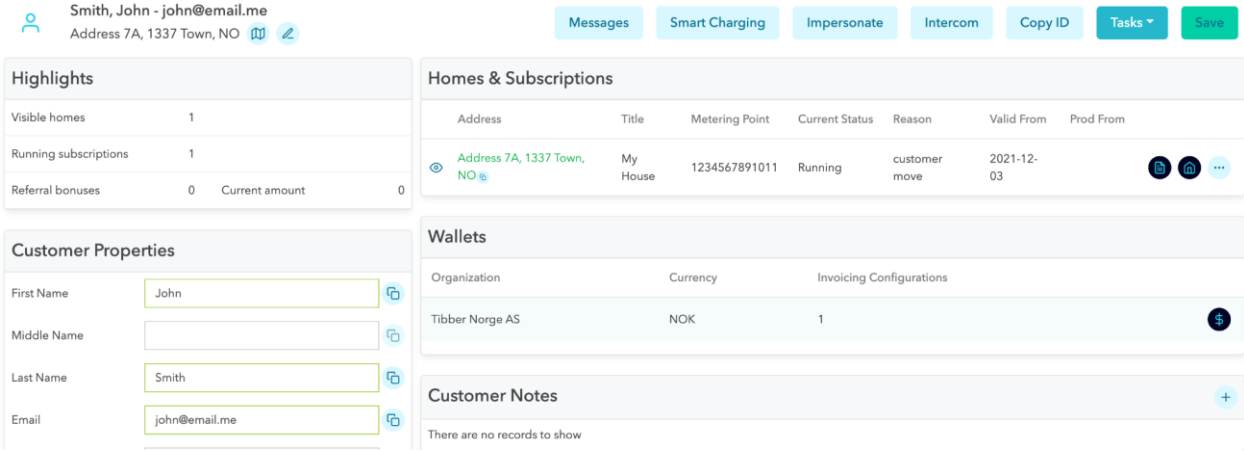 Smith, John - john@email.me
Address 7A, 1337 Town, NO
Messages
Smart Charging
Impersonate
Intercom
Copy ID
Tasks
Save
Highlights
Visible homes 1
Running subscriptions 1
Referral bonuses 0 Current amount 0
Customer Properties
First Name John
Middle Name
Last Name Smith
Email john@email.me
Homes & Subscriptions
Address Title Metering Point Current Status Reason Valid From Prod From
Address 7A, 1337 Town, My 1234567891011 Running customer 2021-12-
NO House move 03
Wallets
Organization Currency Invoicing Configurations
Tibber Norge AS NOK 1
$
Customer Notes
+
There are no records to show